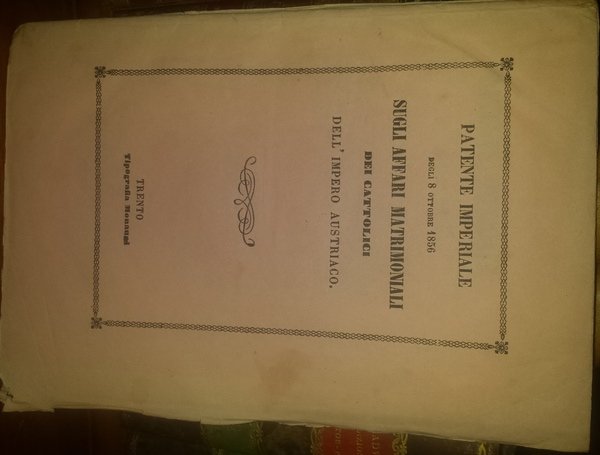 PATENTE IMPERIALE
DEGLI 8 OTTOBRE 1856
SUGLI AFFARI MATRIMONIALI
DEI CATTOLICI
DELL' IMPERO AUSTRIACO.
TRENTO
Tipografia Monauni